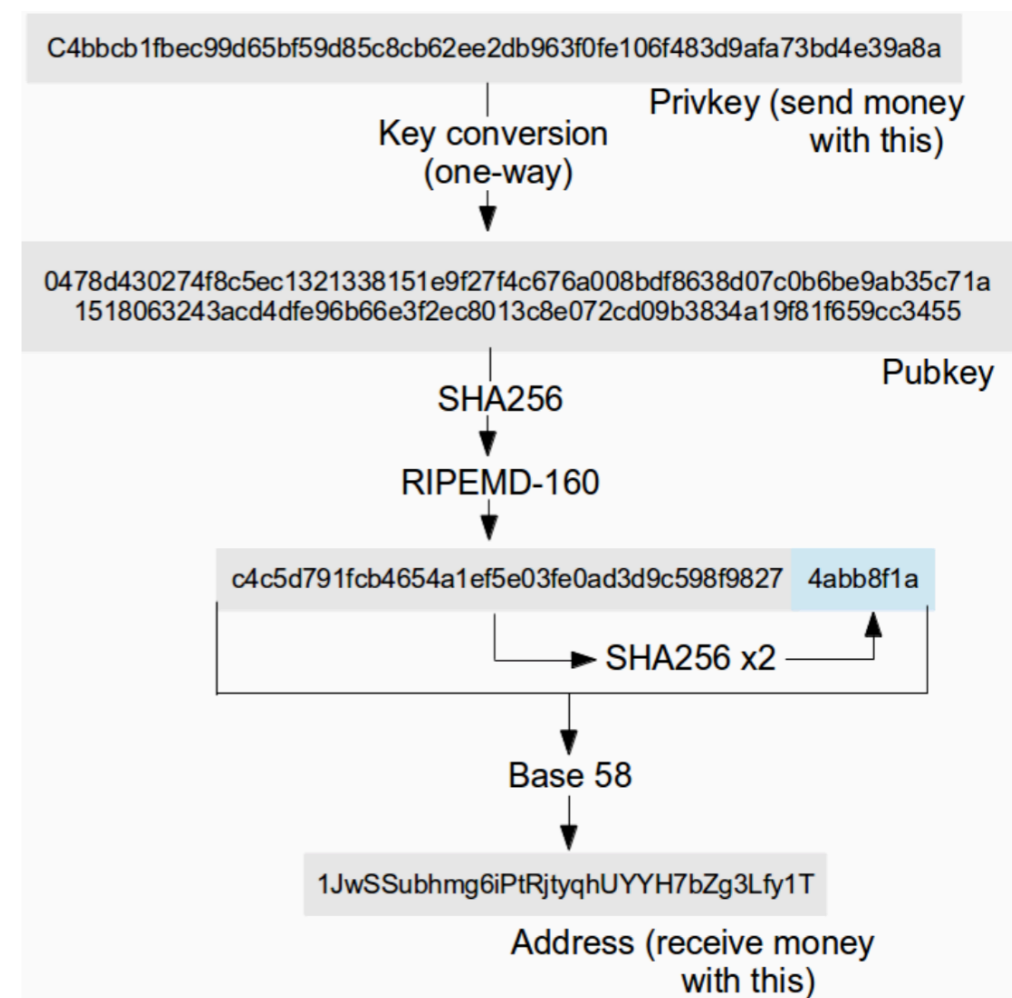 C4bbcb1fbec99d65bf59d85c8cb62ee2db963f0fe106f483d9afa73bd4e39a8a
Privkey (send money
with this)
Key conversion
(one-way)
0478d430274f8c5ec1321338151e9f27f4c676a008bdf8638d07c0b6be9ab35c71a
1518063243acd4dfe96b66e3f2ec8013c8e072cd09b3834a19f81f659cc3455
Pubkey
SHA256
RIPEMD-160
c4c5d791fcb4654a1ef5e03fe0ad3d9c598f9827 4abb8f1a
SHA256 x2
Base 58
1JwSSubhmg6iPtRjtyqhUYYH7bZg3Lfy1T
Address (receive money
with this)